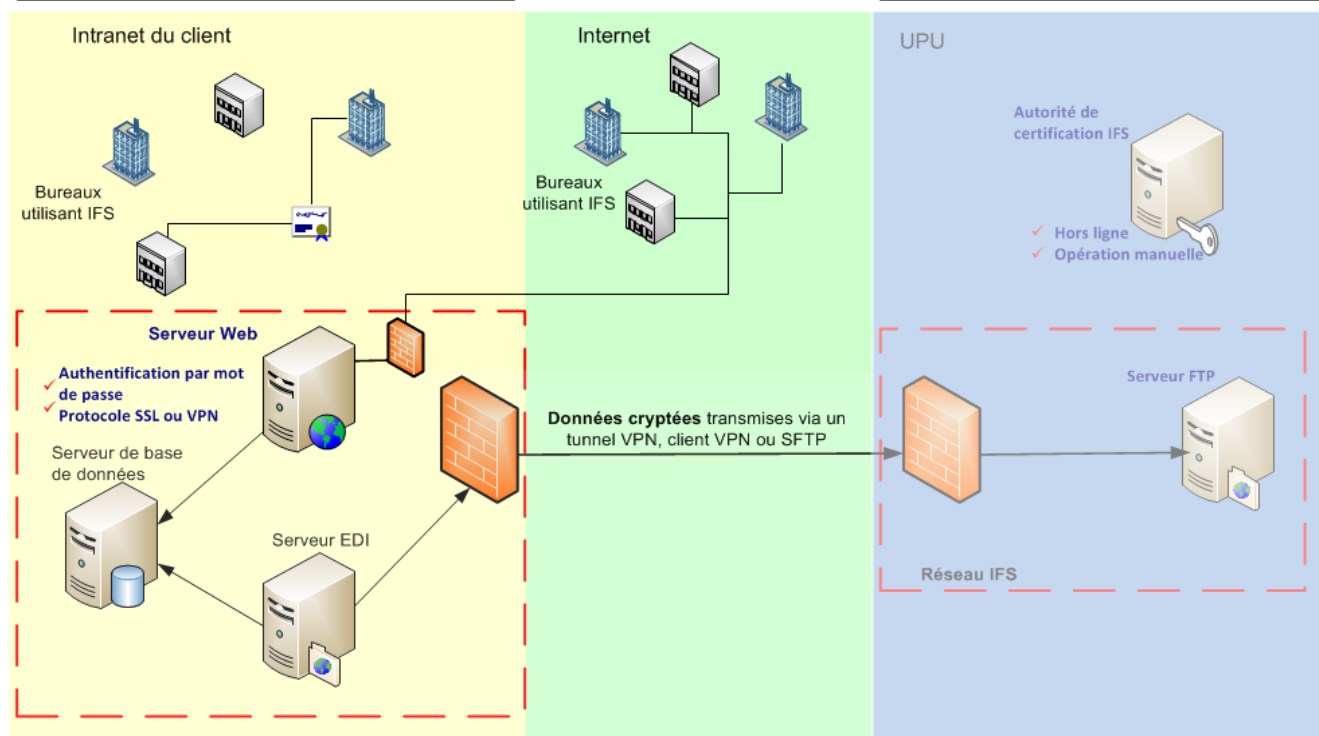 Intranet du client
Internet
UPU
Bureaux
utilisant IFS
Bureaux
utilisant IFS
Autorité de
certification IFS
Hors ligne
Opération manuelle
Serveur Web
Authentification par mot
de passe
Protocole SSL ou VPN
Serveur de base
de données
Serveur EDI
Données cryptées transmises via un
tunnel VPN, client VPN ou SFTP
Serveur FTP
Réseau IFS